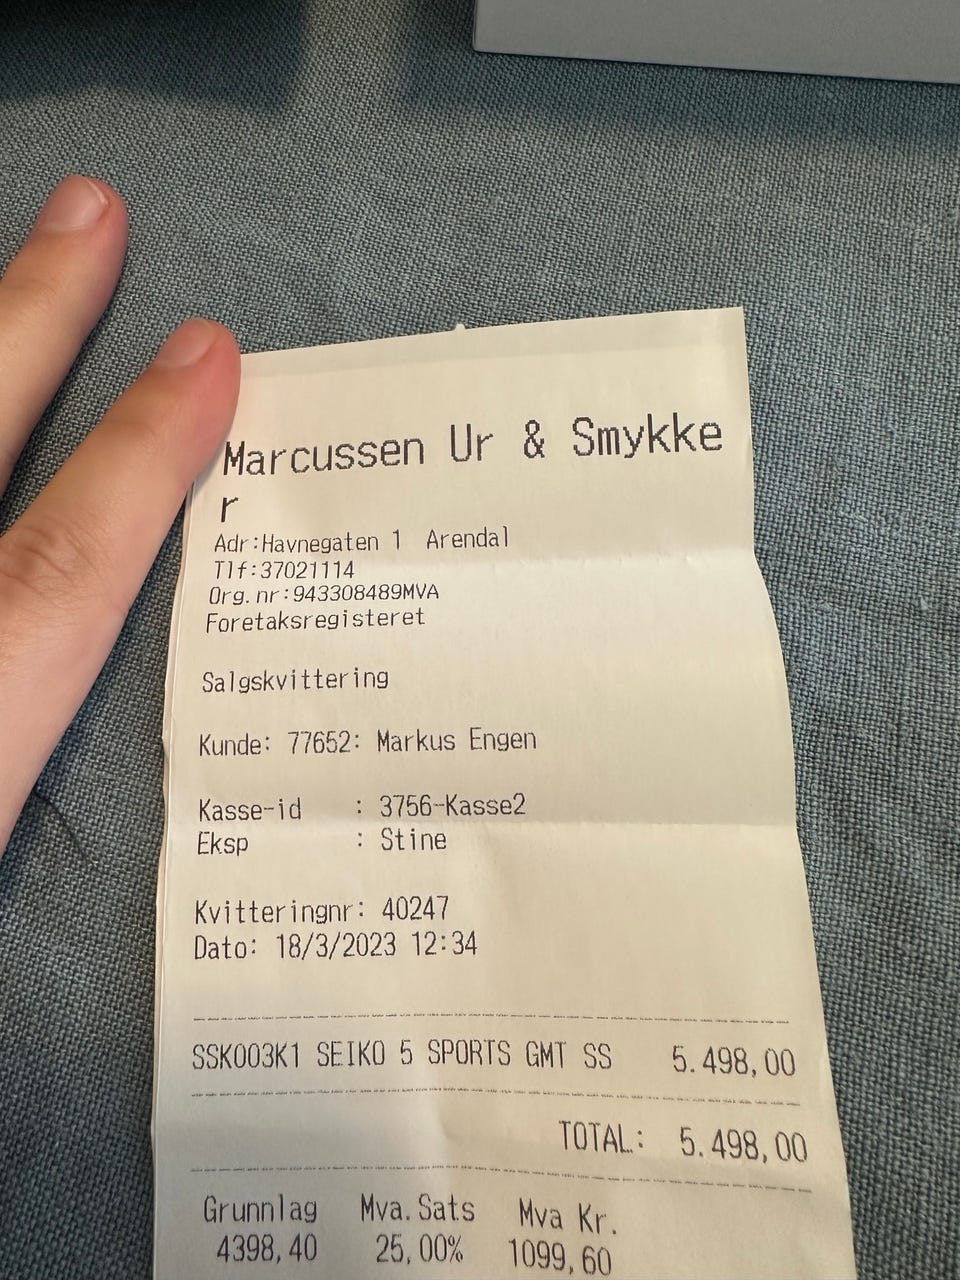 Marcussen Ur & Smykke
r
Adr:Havnegaten 1 Arendal
Tlf:37021114
Org.nr:943308489MVA
Foretaksregisteret
Salgskvittering
Kunde: 77652: Markus Engen
Kasse-id : 3756-Kasse2
Eksp : Stine
Kvitteringnr: 40247
Dato: 18/3/2023 12:34
SSK003K1 SEIKO 5 SPORTS GMT SS 5.498,00
TOTAL: 5.498,00
Grunnlag Mva.Sats Mva Kr.
4398,40 25,00% 1099,60